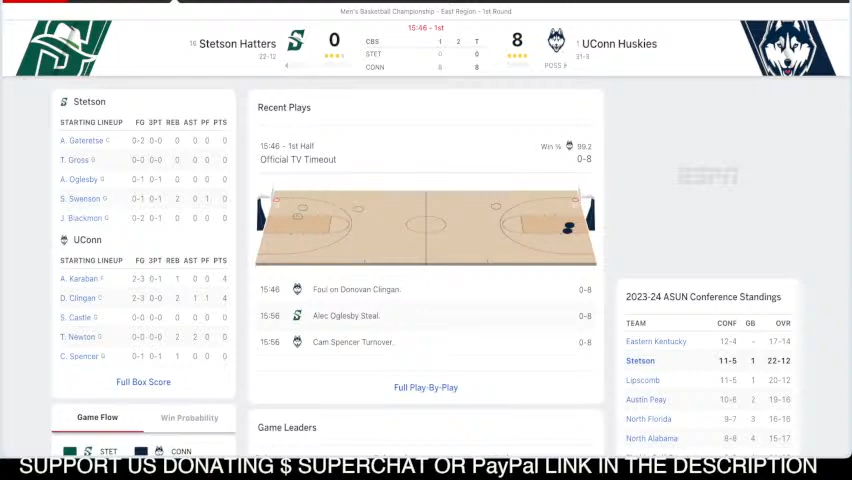 Men's Basketball Championship - East Region - 1st Round
16 Stetson Hatters
22-12
0
15:46 - 1st
CBS 1 2 T
STET 0 0
CONN 8 8
8
1 UConn Huskies
31-3
POSS
Stetson
STARTING LINEUP FG 3PT REB AST PF PTS
A. Gateretse C 0-2 0-0 0 0 0 0
T. Gross G 0-0 0-0 0 0 0 0
A. Oglesby G 0-1 0-1 0 0 0 0
S. Swenson G 0-1 0-1 2 0 1 0
J. Blackmon G 0-2 0-1 0 0 0 0
UConn
STARTING LINEUP FG 3PT REB AST PF PTS
A. Karaban F 2-3 0-1 1 0 0 4
D. Clingan C 2-3 0-0 2 1 1 4
S. Castle G 0-0 0-0 0 0 0 0
T. Newton G 0-0 0-0 2 2 0 0
C. Spencer G 0-1 0-1 1 0 0 0
Full Box Score
Game Flow Win Probability
STET CONN
Recent Plays
15:46 - 1st Half
Official TV Timeout
Win % 99.2
0-8
15:46 Foul on Donovan Clingan. 0-8
15:56 Alec Oglesby Steal. 0-8
15:56 Cam Spencer Turnover. 0-8
Full Play-By-Play
Game Leaders
ESPN
2023-24 ASUN Conference Standings
TEAM CONF GB OVR
Eastern Kentucky 12-4 - 17-14
Stetson 11-5 1 22-12
Lipscomb 11-5 1 20-12
Austin Peay 10-6 2 19-16
North Florida 9-7 3 16-16
North Alabama 8-8 4 15-17
SUPPORT US DONATING $ SUPERCHAT OR PayPal LINK IN THE DESCRIPTION